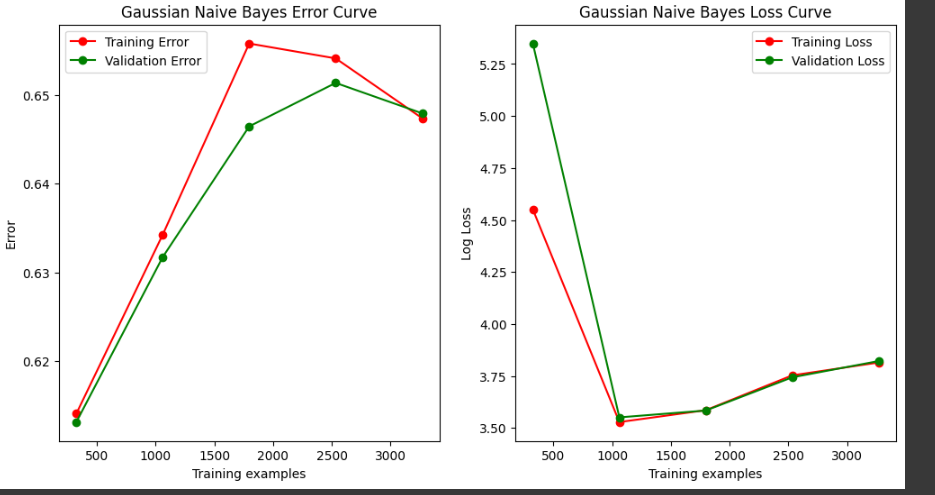 Gaussian Naive Bayes Error Curve
Training Error
Validation Error
0.65
0.64
0.63
0.62
Error
500 1000 1500 2000 2500 3000
Training examples
Gaussian Naive Bayes Loss Curve
Training Loss
Validation Loss
5.25
5.00
4.75
4.50
4.25
4.00
3.75
3.50
Log Loss
500 1000 1500 2000 2500 3000
Training examples